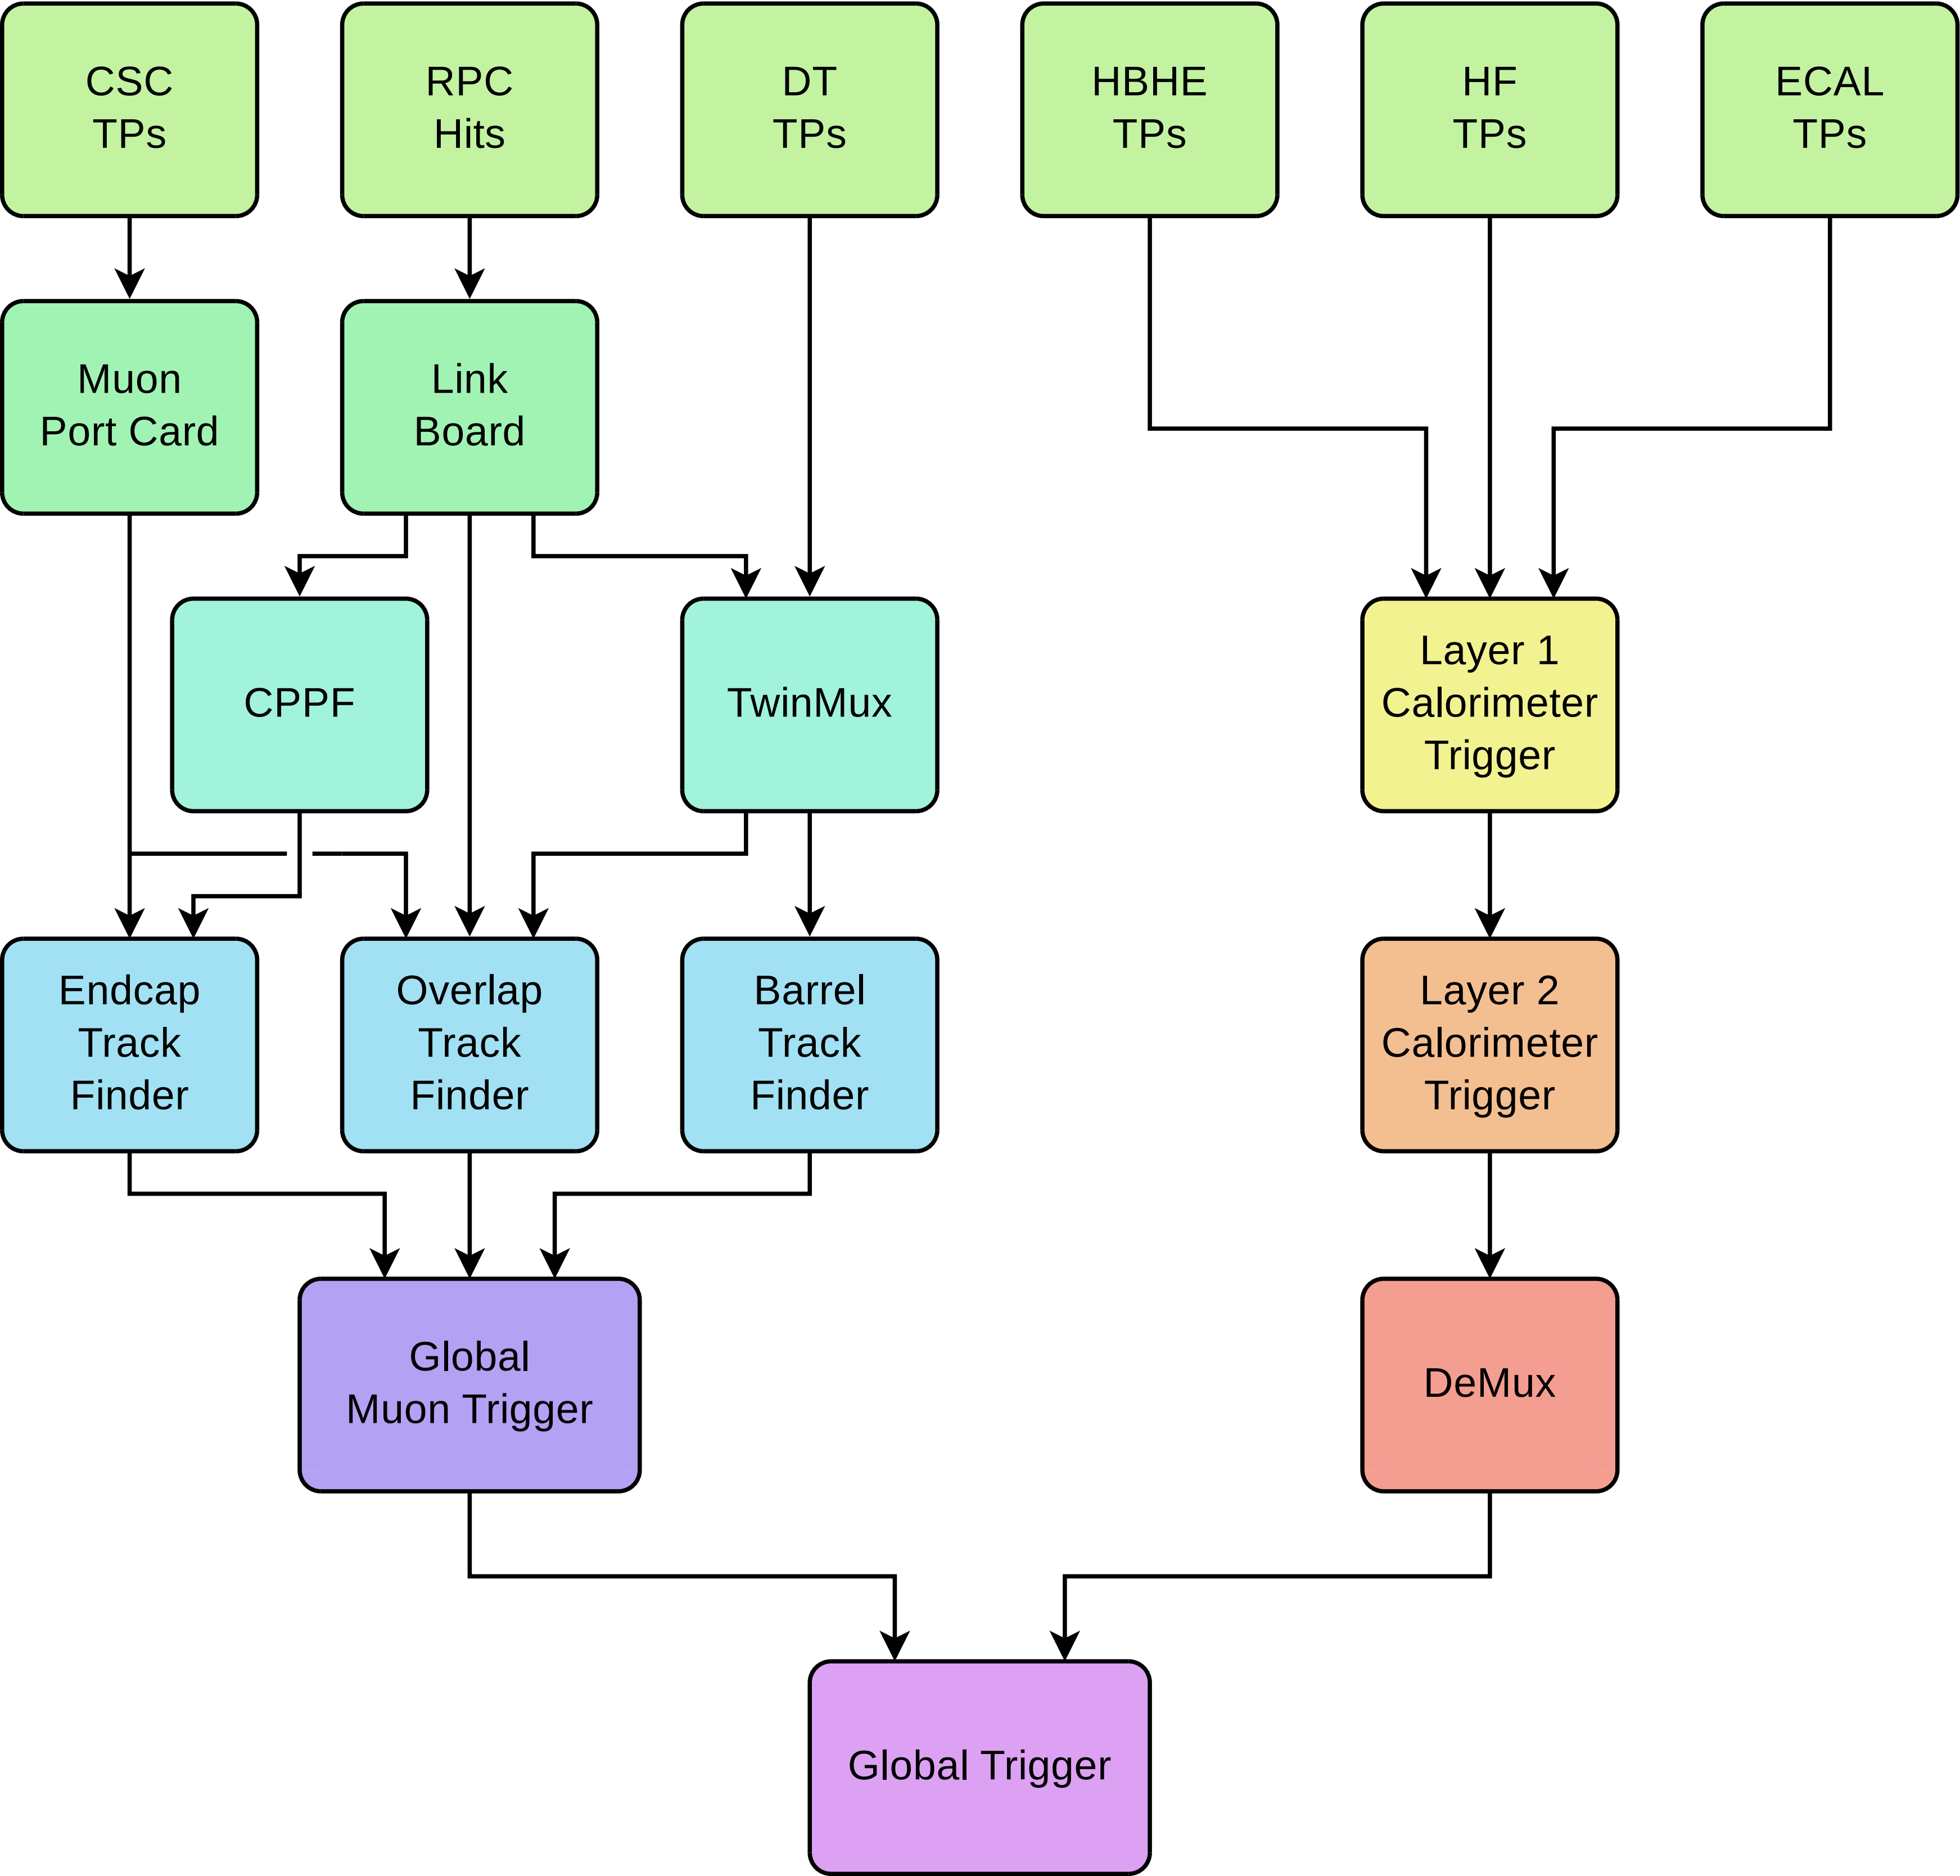 CSC
TPs
RPC
Hits
DT
TPs
HBHE
TPs
HF
TPs
ECAL
TPs
Muon
Port Card
Link
Board
CPPF
TwinMux
Layer 1
Calorimeter
Trigger
Endcap
Track
Finder
Overlap
Track
Finder
Barrel
Track
Finder
Layer 2
Calorimeter
Trigger
Global
Muon Trigger
DeMux
Global Trigger